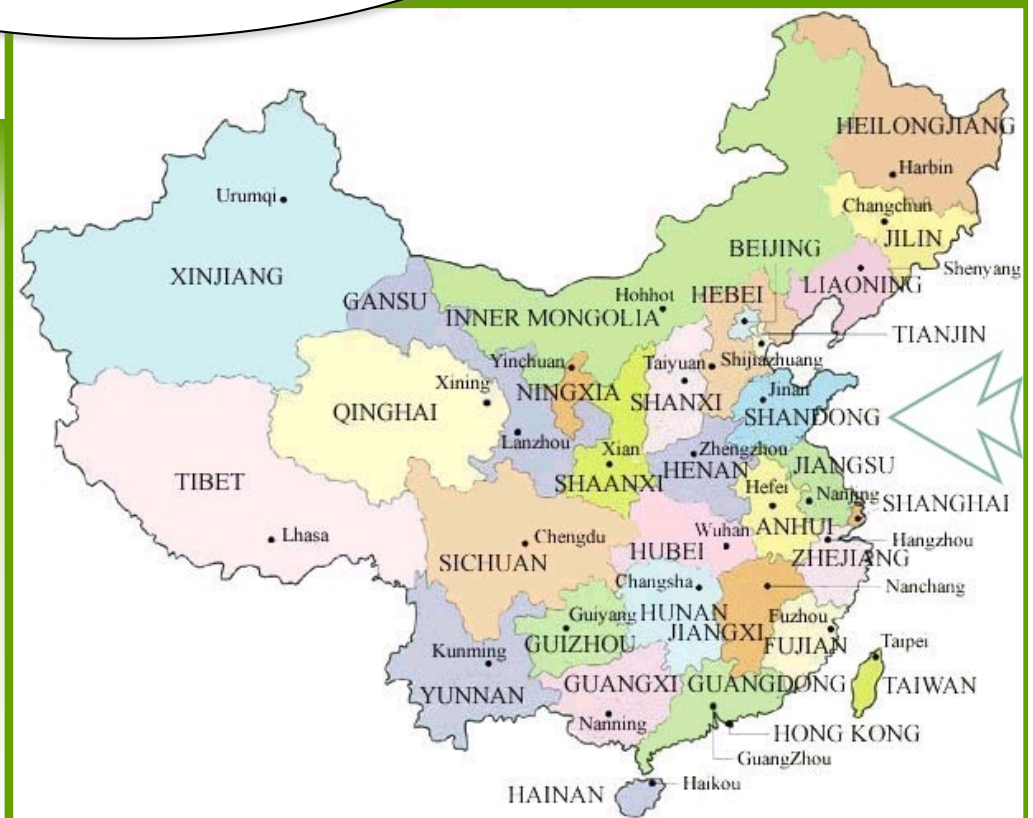 HEILONGJIANG
Harbin
Changchun
JILIN
Urumqi
BEIJING
Shenyang
XINJIANG
LIAONING
GANSU
Hohhot
HEBEI
INNER MONGOLIA
TIANJIN
Yinchuan
Taiyuan
Shijiazhuang
Xining
NINGXIA
SHANXI
Jinan
QINGHAI
SHANDONG
Lanzhou
Xian
Zhengzhou
HENAN
JIANGSU
TIBET
SHAANXI
Hefei
Nanjing
SHANGHAI
Lhasa
Chengdu
Wuhan
ANHUI
Hangzhou
SICHUAN
HUBEI
ZHEJIANG
Changsha
Nanchang
Guiyang
HUNAN
Fuzhou
GUIZHOU
JIANGXI
FUJIAN
Taipei
Kunming
YUNNAN
GUANGXI
GUANGDONG
TAIWAN
Nanning
HONG KONG
GuangZhou
HAINAN
Haikou